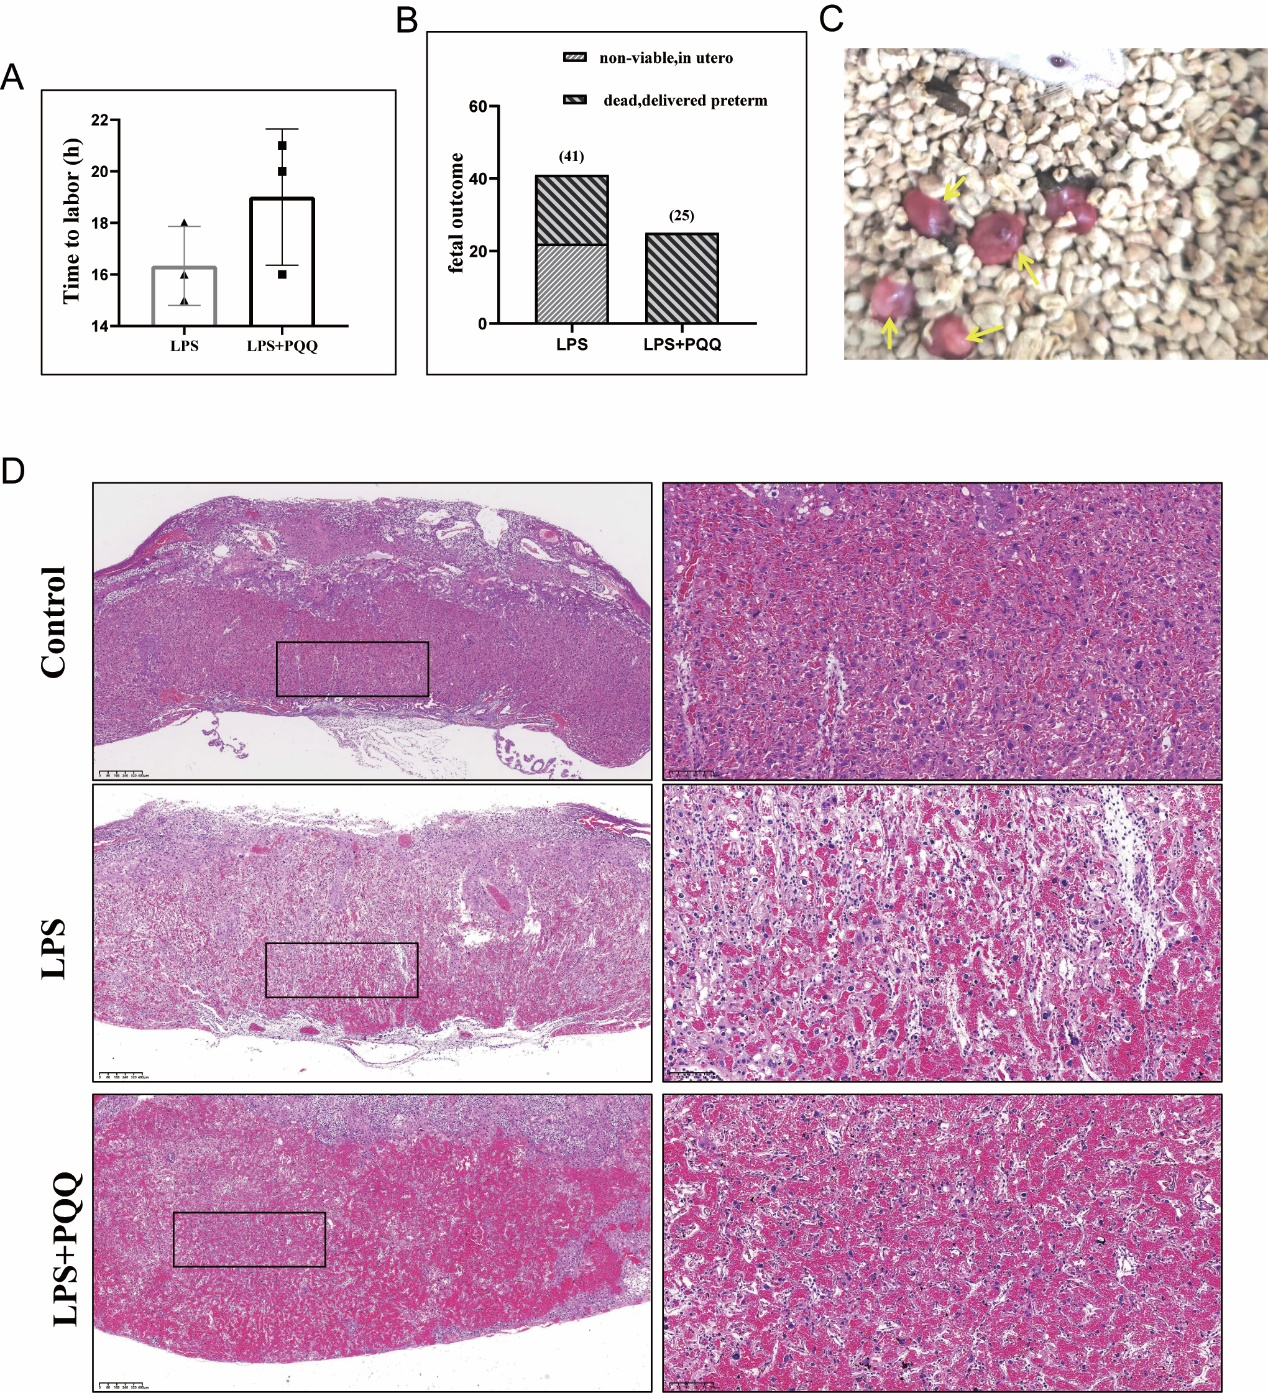 A
Time to labor (h)
22
20
18
16
14
LPS
LPS+PQQ
B
non-viable,in utero
dead,delivered preterm
fetal outcome
60
40
20
0
(41)
(25)
LPS
LPS+PQQ
C
D
Control
LPS
LPS+PQQ